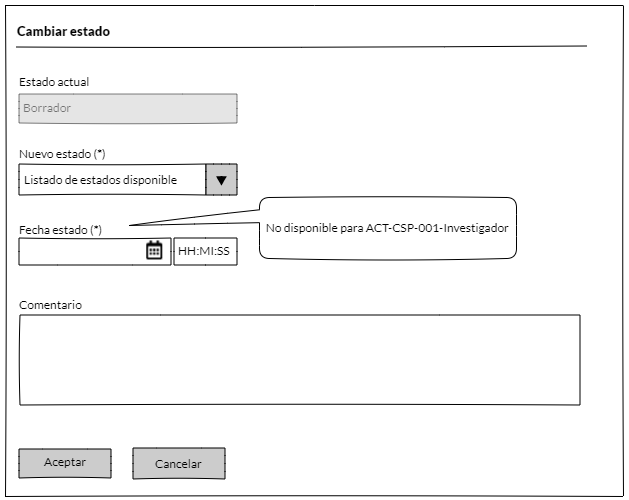 Cambiar estado
Estado actual
Borrador
Nuevo estado (*)
Listado de estados disponible
Fecha estado (*)
No disponible para ACT-CSP-001-Investigador
HH:MI:SS
Comentario
Aceptar
Cancelar